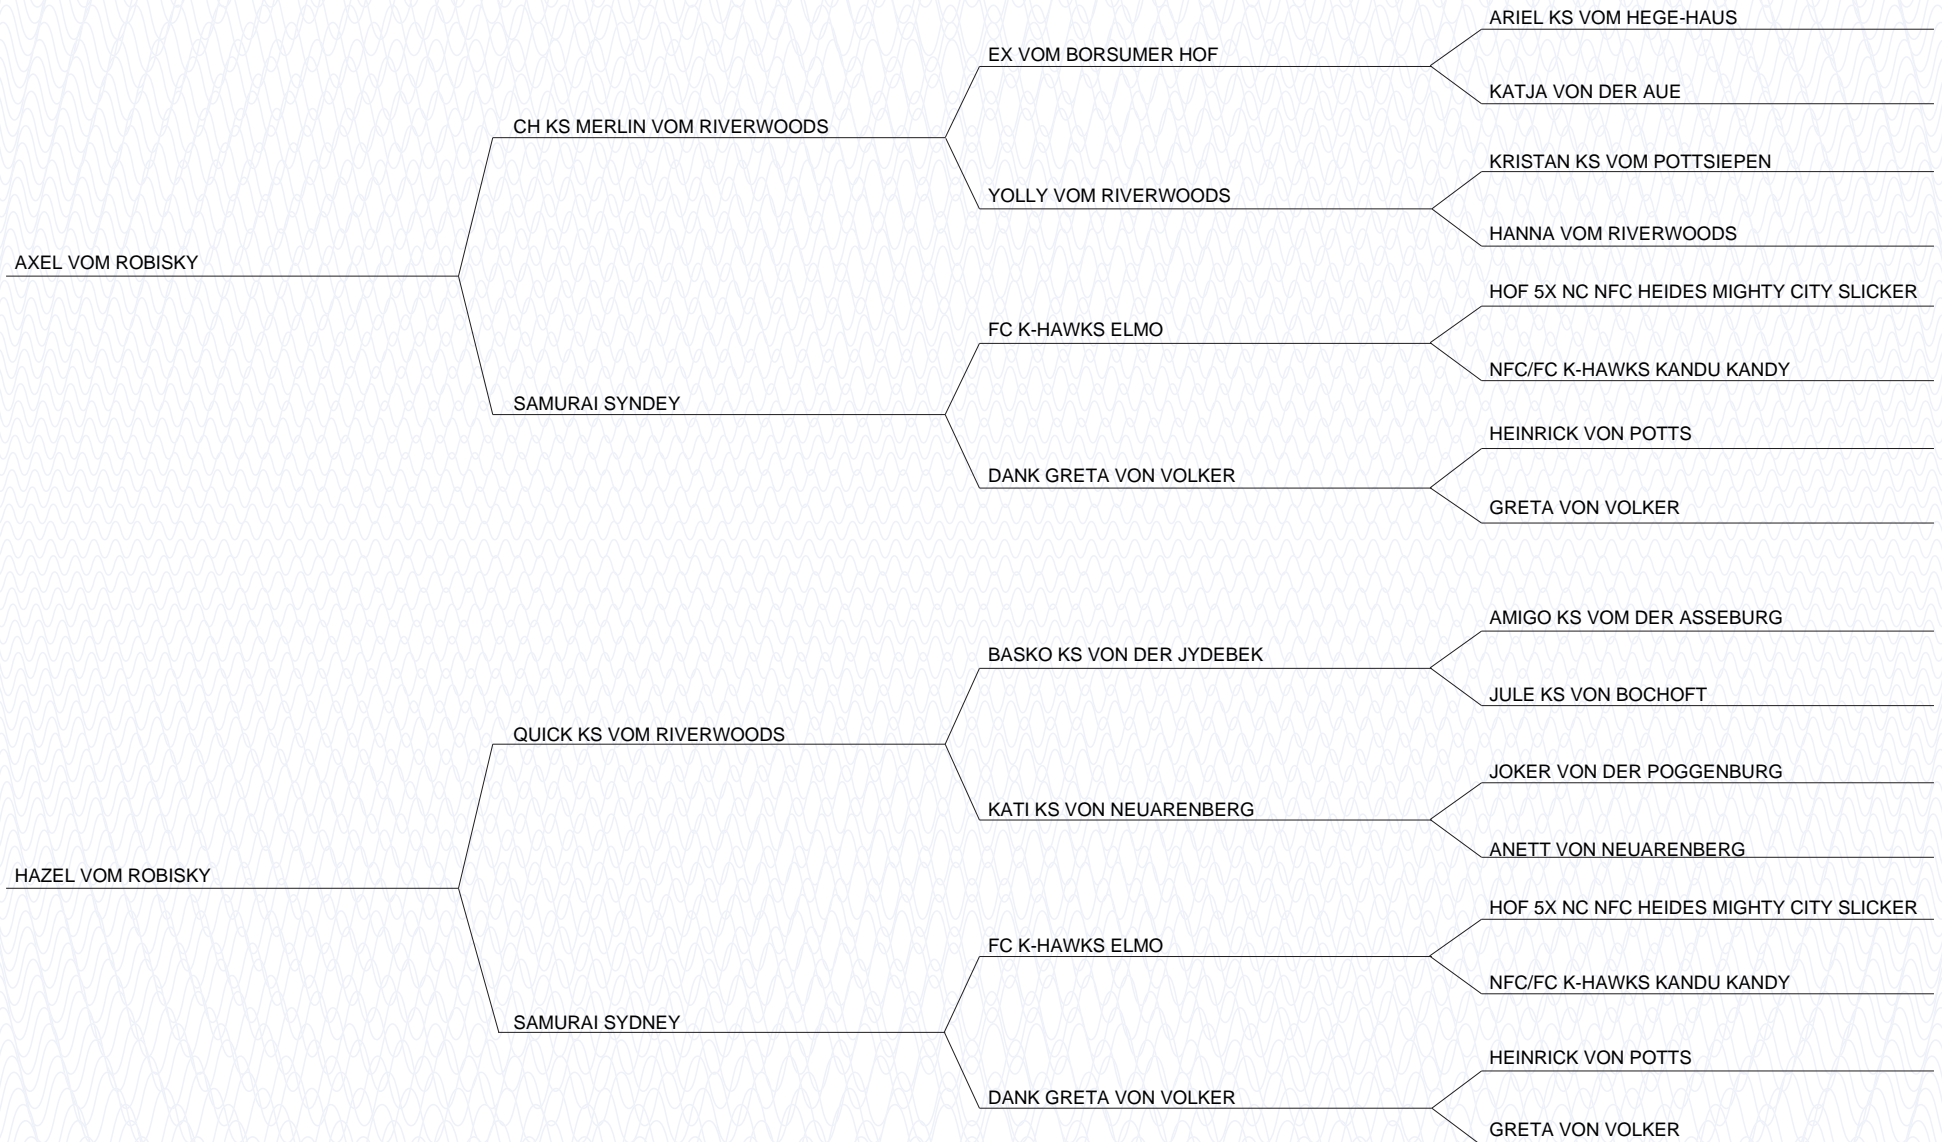 ARIEL KS VOM HEGE-HAUS
EX VOM BORSUMER HOF
KATJA VON DER AUE
CH KS MERLIN VOM RIVERWOODS
KRISTAN KS VOM POTTSIEPEN
YOLLY VOM RIVERWOODS
HANNA VOM RIVERWOODS
AXEL VOM ROBISKY
HOF 5X NC NFC HEIDES MIGHTY CITY SLICKER
FC K-HAWKS ELMO
NFC/FC K-HAWKS KANDU KANDY
SAMURAI SYNDEY
HEINRICK VON POTTS
DANK GRETA VON VOLKER
GRETA VON VOLKER
AMIGO KS VOM DER ASSEBURG
BASKO KS VON DER JYDEBEK
JULE KS VON BOCHOFT
QUICK KS VOM RIVERWOODS
JOKER VON DER POGGENBURG
KATI KS VON NEUARENBERG
ANETT VON NEUARENBERG
HAZEL VOM ROBISKY
HOF 5X NC NFC HEIDES MIGHTY CITY SLICKER
FC K-HAWKS ELMO
NFC/FC K-HAWKS KANDU KANDY
SAMURAI SYDNEY
HEINRICK VON POTTS
DANK GRETA VON VOLKER
GRETA VON VOLKER